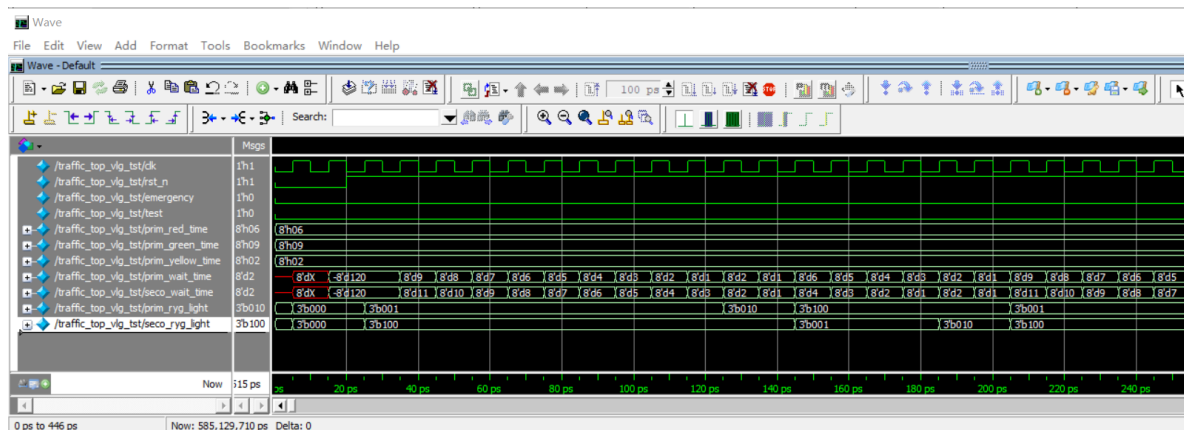 Wave
File Edit View Add Format Tools Bookmarks Window Help
Wave - Default
100 ps
Search:
Msgs
/traffic_top_vlg_tst/clk 1'h1
/traffic_top_vlg_tst/rst_n 1'h1
/traffic_top_vlg_tst/emergency 1'h0
/traffic_top_vlg_tst/test 1'h0
/traffic_top_vlg_tst/prim_red_time 8'h06 8'h06
/traffic_top_vlg_tst/prim_green_time 8'h09 8'h09
/traffic_top_vlg_tst/prim_yellow_time 8'h02 8'h02
/traffic_top_vlg_tst/prim_wait_time 8'd2 8'dX -8'd120 8'd9 8'd8 8'd7 8'd6 8'd5 8'd4 8'd3 8'd2 8'd1 8'd2 8'd1 8'd6 8'd5 8'd4 8'd3 8'd2 8'd1 8'd9 8'd8 8'd7 8'd6 8'd5
/traffic_top_vlg_tst/seco_wait_time 8'd2 8'dX -8'd120 8'd11 8'd10 8'd9 8'd8 8'd7 8'd6 8'd5 8'd4 8'd3 8'd2 8'd1 8'd4 8'd3 8'd2 8'd1 8'd2 8'd1 8'd11 8'd10 8'd9 8'd8 8'd7
/traffic_top_vlg_tst/prim_ryg_light 3'b010 3'b000 3'b001 3'b010 3'b100 3'b001
/traffic_top_vlg_tst/seco_ryg_light 3'b100 3'b000 3'b100 3'b001 3'b010 3'b100
Now 515 ps ps 20 ps 40 ps 60 ps 80 ps 100 ps 120 ps 140 ps 160 ps 180 ps 200 ps 220 ps 240 ps
0 ps to 446 ps Now: 585,129,710 ps Delta: 0